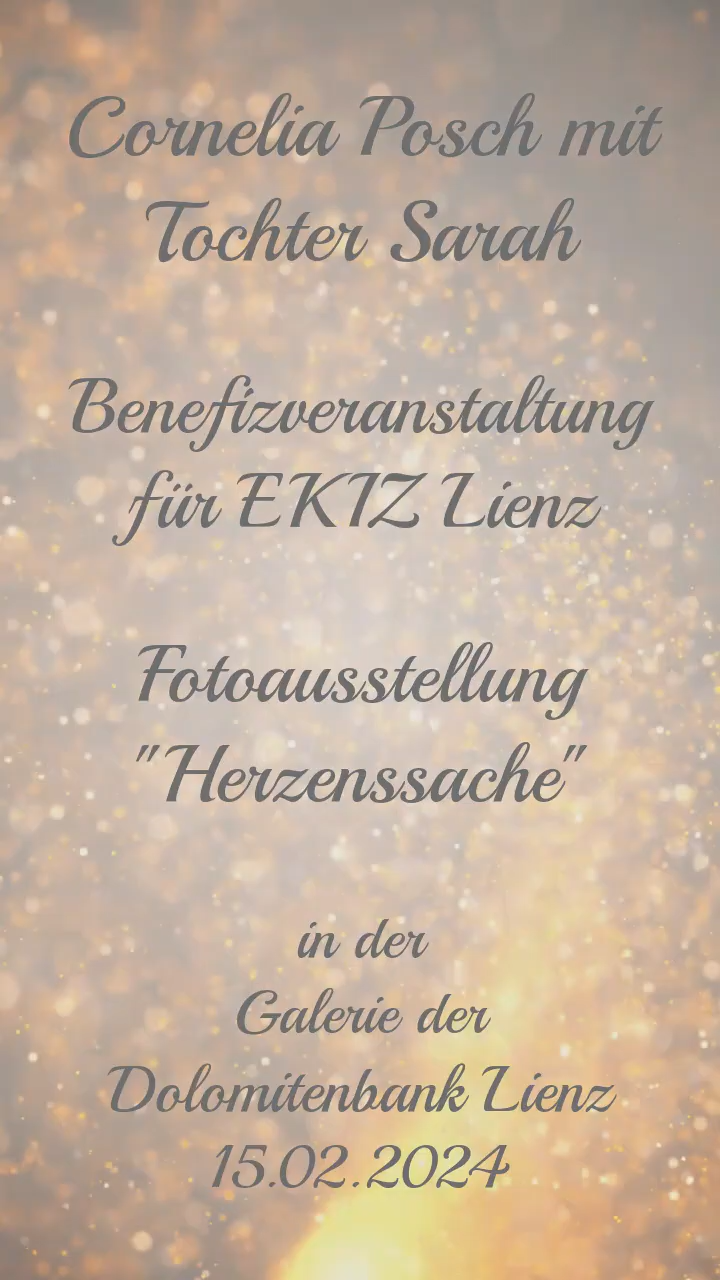 Cornelia Posch mit
Tochter Sarah
Benefizveranstaltung
für EKIZ Lienz
Fotoausstellung
"Herzenssache"
in der
Galerie der
Dolomitenbank Lienz
15.02.2024